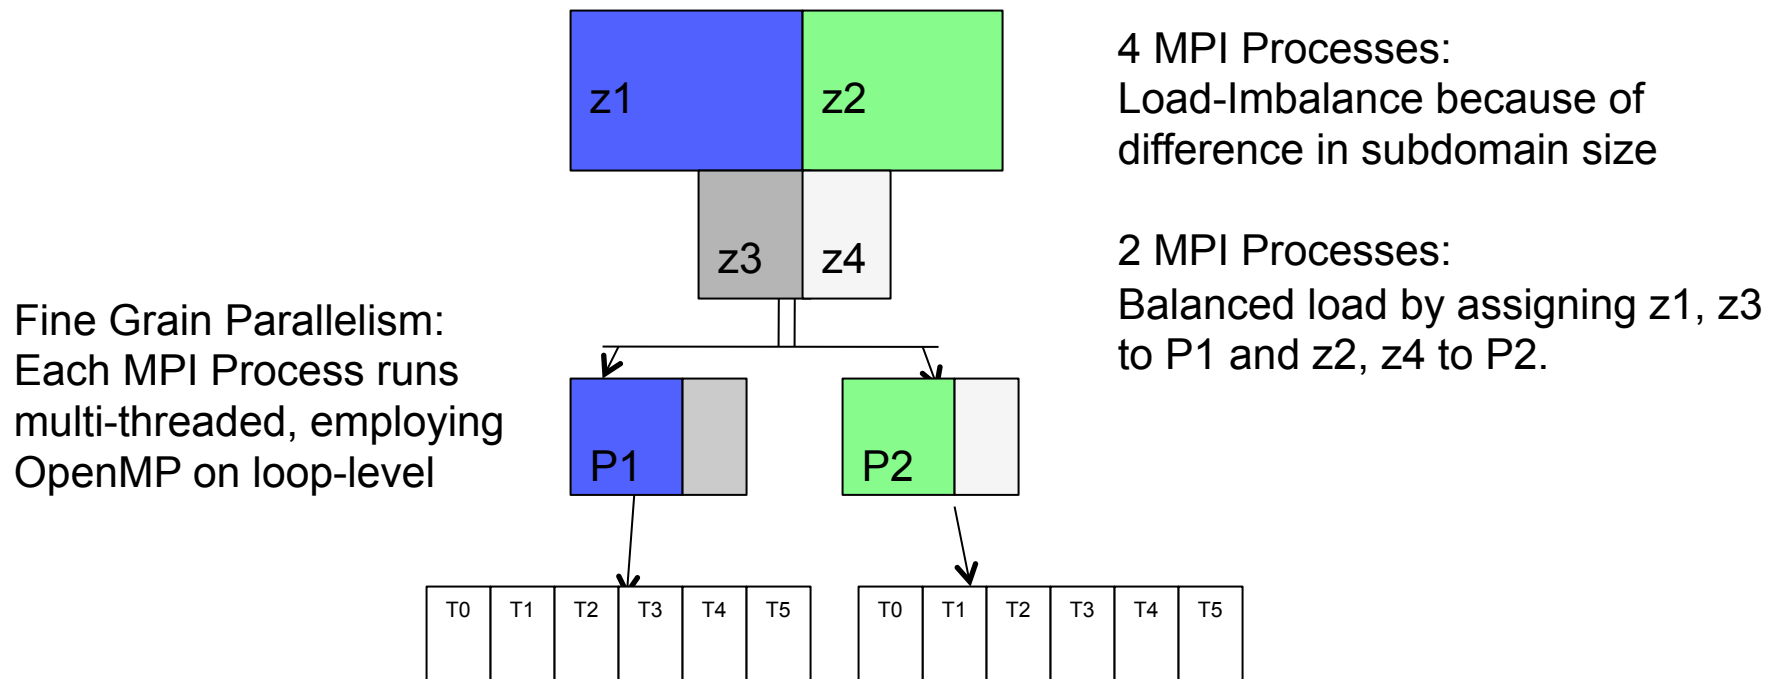 z1
z2
4 MPI Processes:
Load-Imbalance because of
difference in subdomain size
z3
z4
2 MPI Processes:
Balanced load by assigning z1, z3
to P1 and z2, z4 to P2.
Fine Grain Parallelism:
Each MPI Process runs
multi-threaded, employing
OpenMP on loop-level
P1
P2
T0 T1 T2 T3 T4 T5
T0 T1 T2 T3 T4 T5